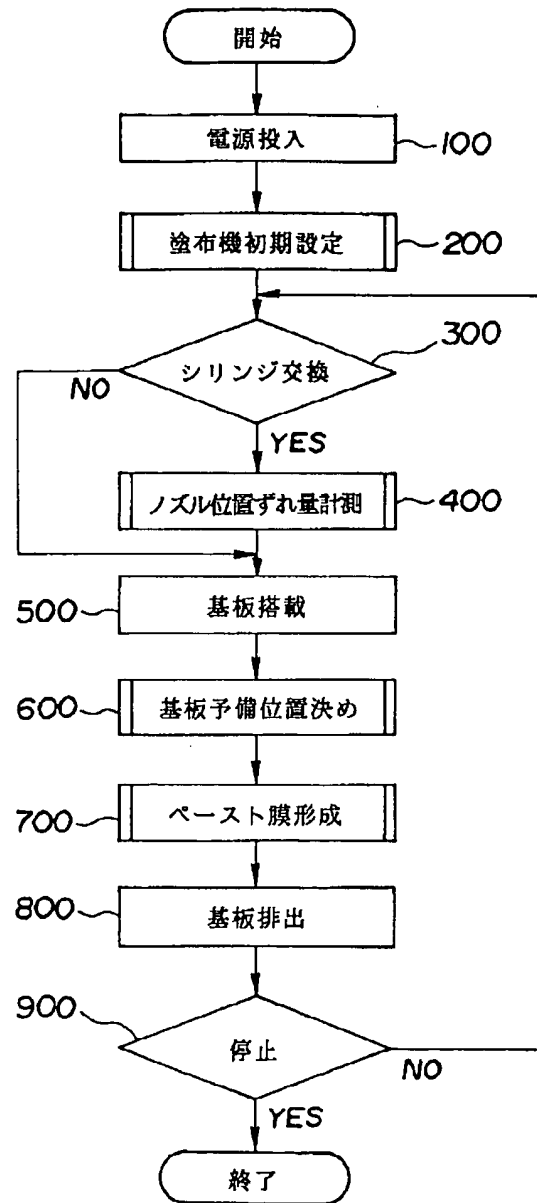 開始
電源投入
100
塗布機初期設定
200
シリンジ交換
300
NO
YES
ノズル位置ずれ量計測
400
基板搭載
500
基板予備位置決め
600
ペースト膜形成
700
基板排出
800
停止
900
NO
YES
終了